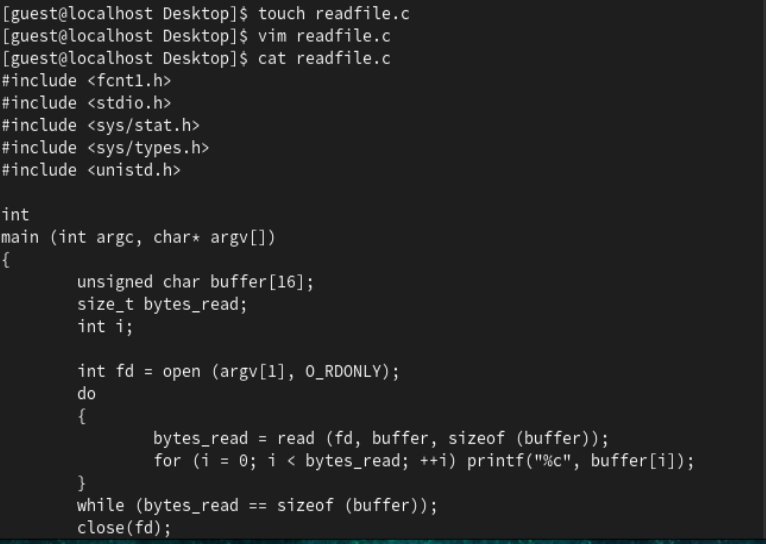 [guest@localhost Desktop]$ touch readfile.c
[guest@localhost Desktop]$ vim readfile.c
[guest@localhost Desktop]$ cat readfile.c
#include <fcnt1.h>
#include <stdio.h>
#include <sys/stat.h>
#include <sys/types.h>
#include <unistd.h>

int
main (int argc, char* argv[])
{
        unsigned char buffer[16];
        size_t bytes_read;
        int i;

        int fd = open (argv[1], O_RDONLY);
        do
        {
                bytes_read = read (fd, buffer, sizeof (buffer));
                for (i = 0; i < bytes_read; ++i) printf("%c", buffer[i]);
        }
        while (bytes_read == sizeof (buffer));
        close(fd);